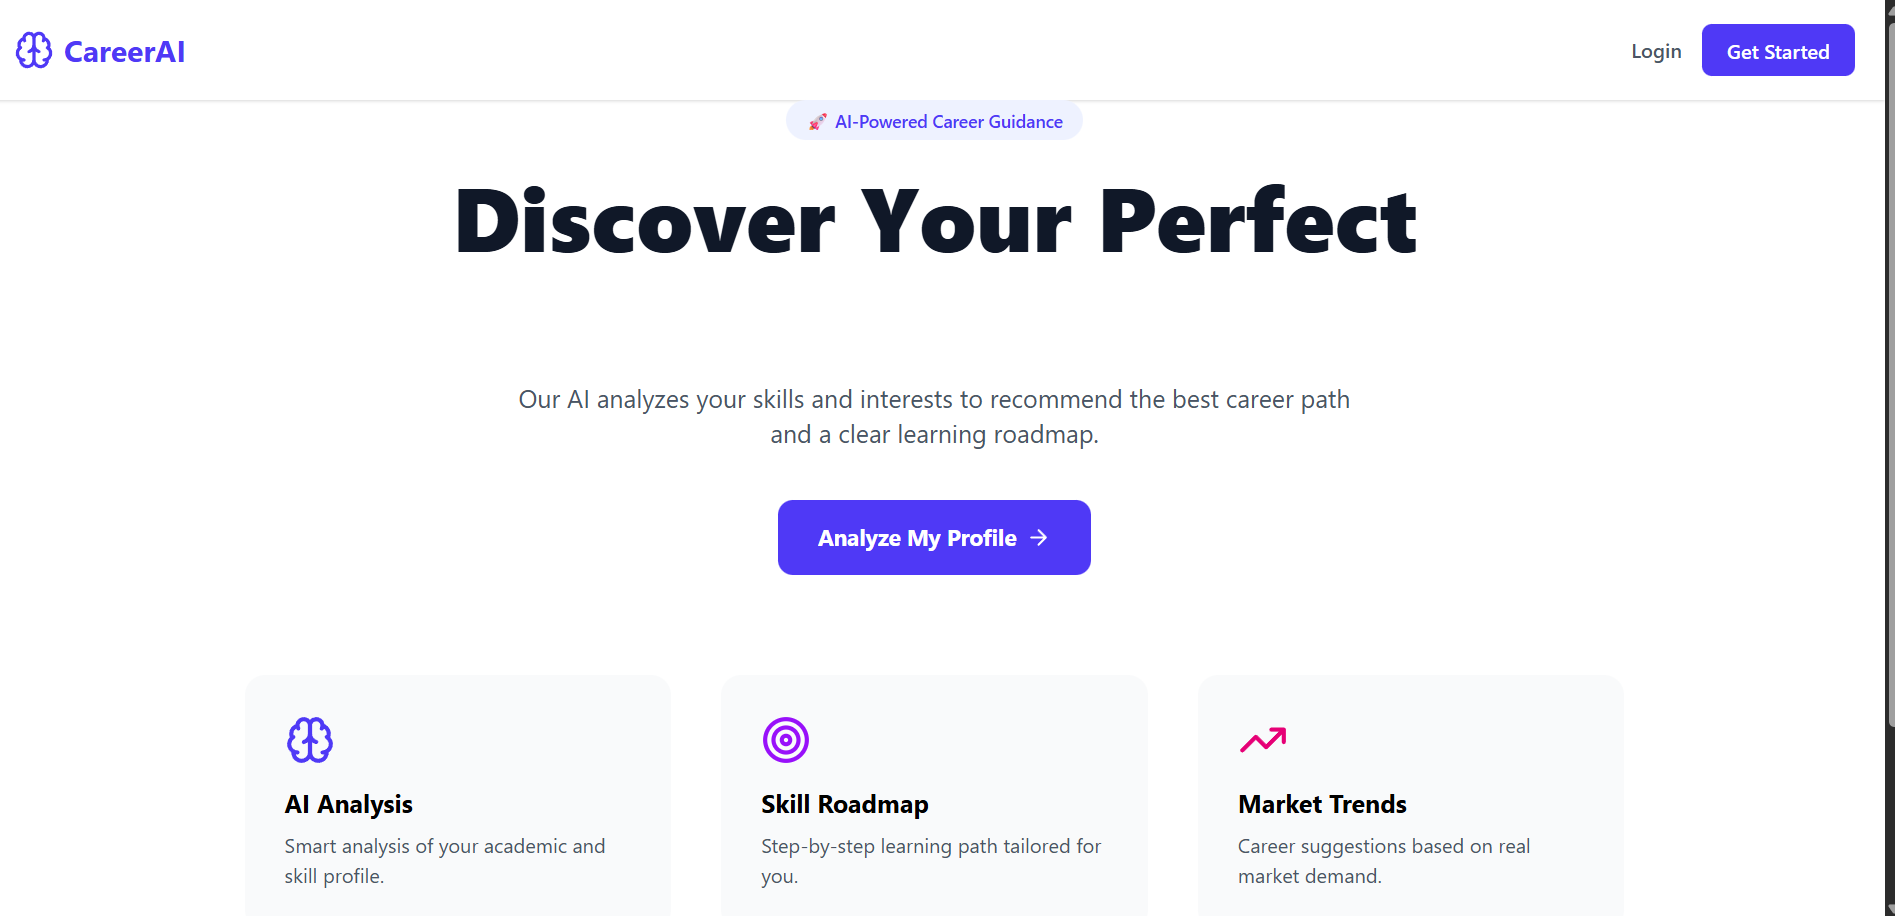 CareerAI
Login
Get Started
🚀 AI-Powered Career Guidance
Discover Your Perfect
Our AI analyzes your skills and interests to recommend the best career path
and a clear learning roadmap.
Analyze My Profile →
AI Analysis
Smart analysis of your academic and
skill profile.
Skill Roadmap
Step-by-step learning path tailored for
you.
Market Trends
Career suggestions based on real
market demand.